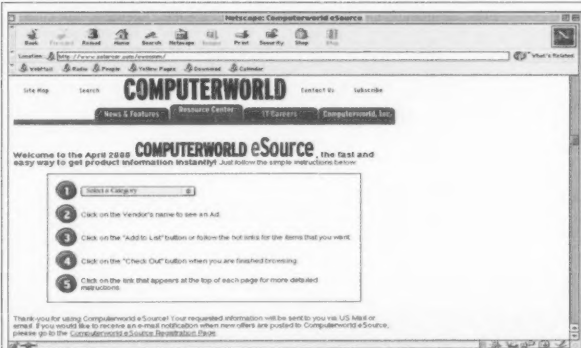 Netscape: Computerworld eSource
Back Forward Reload Home Search Netscape Images Print Security Shop Stop
Location: http://www.
What's Related
WebMail Radio People Yellow Pages Download Calendar
Site Map Search COMPUTERWORLD Contact Us Subscribe
News & Features Resource Center IT Careers Computerworld, Inc.
Welcome to the April 2000 COMPUTERWORLD eSource, the fast and
easy way to get product information instantly! Just follow the simple instructions below
1 Select a Category
2 Click on the Vendor's name to see an Ad.
3 Click on the "Add to List" button or follow the hot links for the items that you want.
4 Click on the "Check Out" button when you are finished browsing.
5 Click on the link that appears at the top of each page for more detailed
instructions.
Thank-you for using Computerworld eSource! Your requested information will be sent to you via US Mail or
email. If you would like to receive an e-mail notification when new offers are posted to Computerworld eSource,
please go to the Computerworld eSource Registration Page.